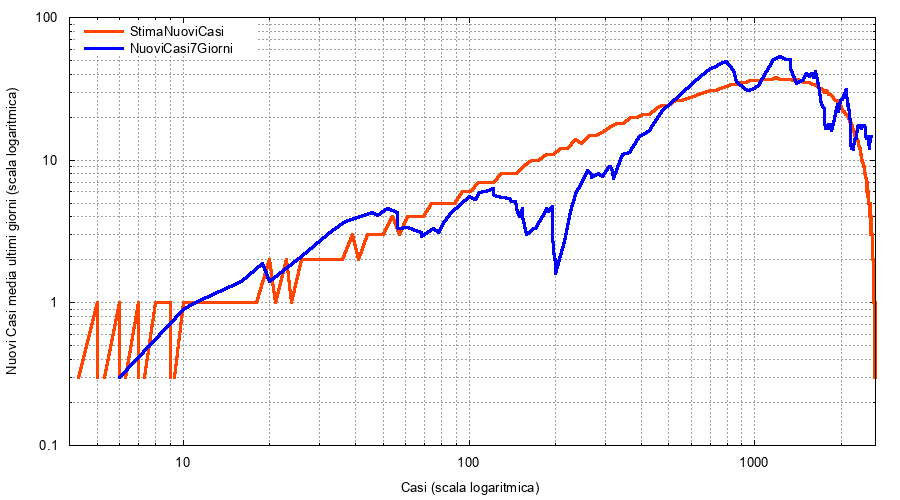 StimaNuoviCasi
NuoviCasi7Giorni
Nuovi Casi media ultimi giorni (scala logaritmica)
100
10
1
0.1
10
100
1000
Casi (scala logaritmica)